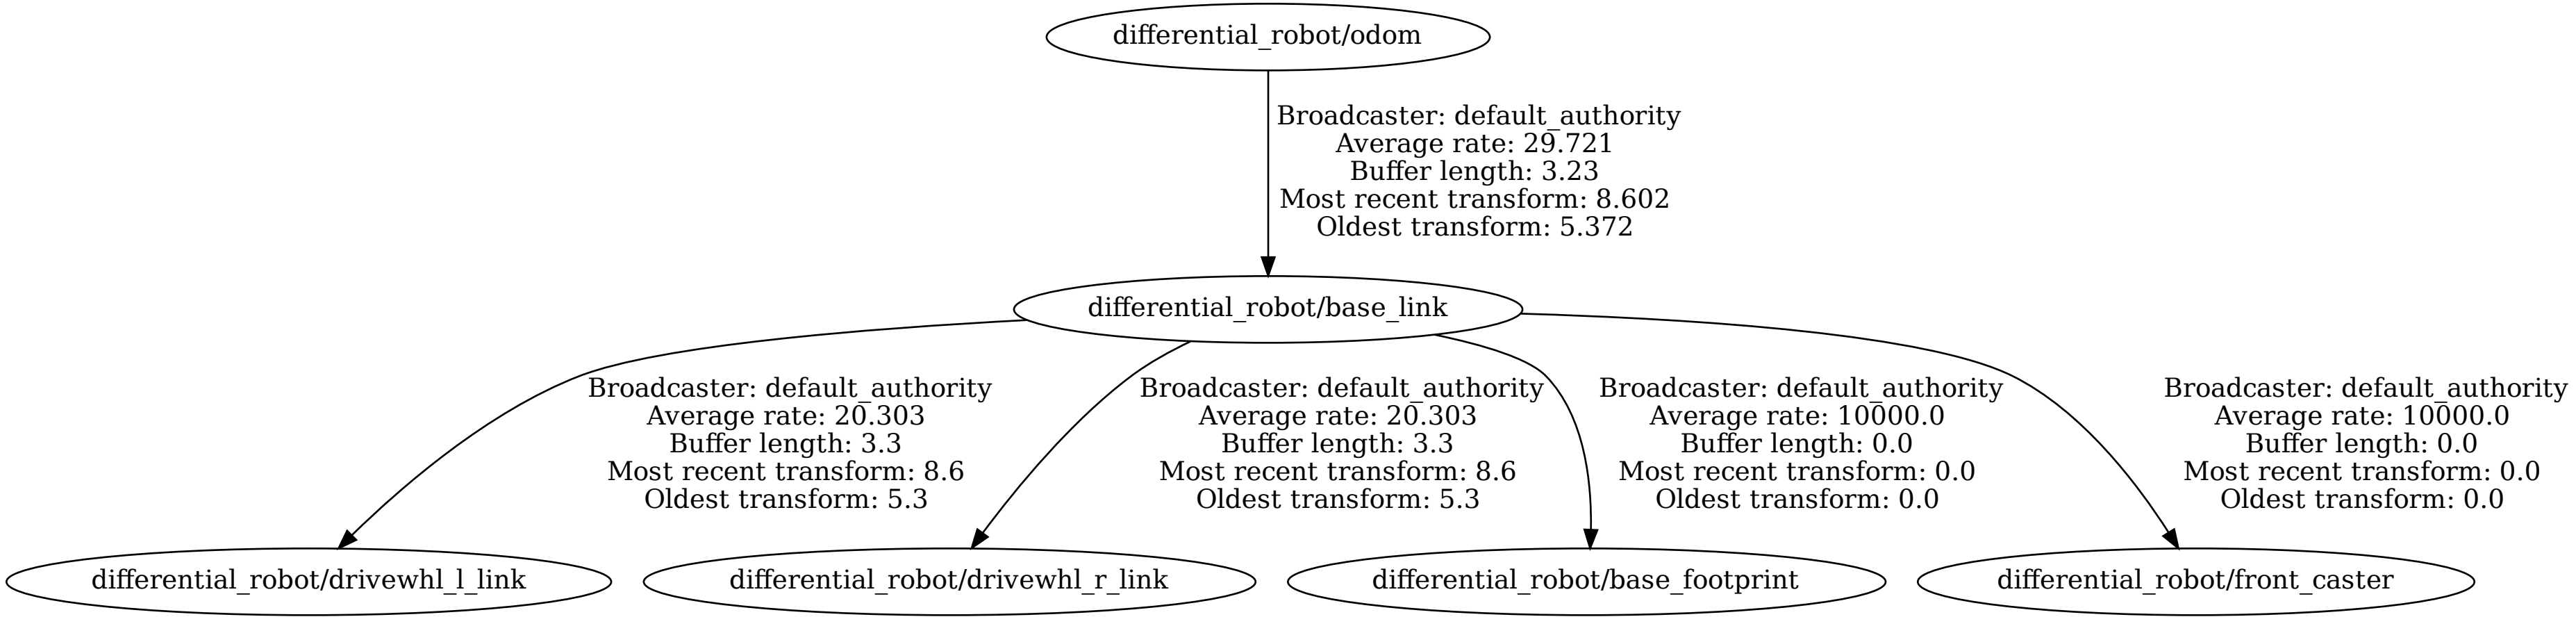 differential_robot/odom
Broadcaster: default_authority
Average rate: 29.721
Buffer length: 3.23
Most recent transform: 8.602
Oldest transform: 5.372
differential_robot/base_link
Broadcaster: default_authority
Average rate: 20.303
Buffer length: 3.3
Most recent transform: 8.6
Oldest transform: 5.3
Broadcaster: default_authority
Average rate: 20.303
Buffer length: 3.3
Most recent transform: 8.6
Oldest transform: 5.3
Broadcaster: default_authority
Average rate: 10000.0
Buffer length: 0.0
Most recent transform: 0.0
Oldest transform: 0.0
Broadcaster: default_authority
Average rate: 10000.0
Buffer length: 0.0
Most recent transform: 0.0
Oldest transform: 0.0
differential_robot/drivewhl_l_link
differential_robot/drivewhl_r_link
differential_robot/base_footprint
differential_robot/front_caster